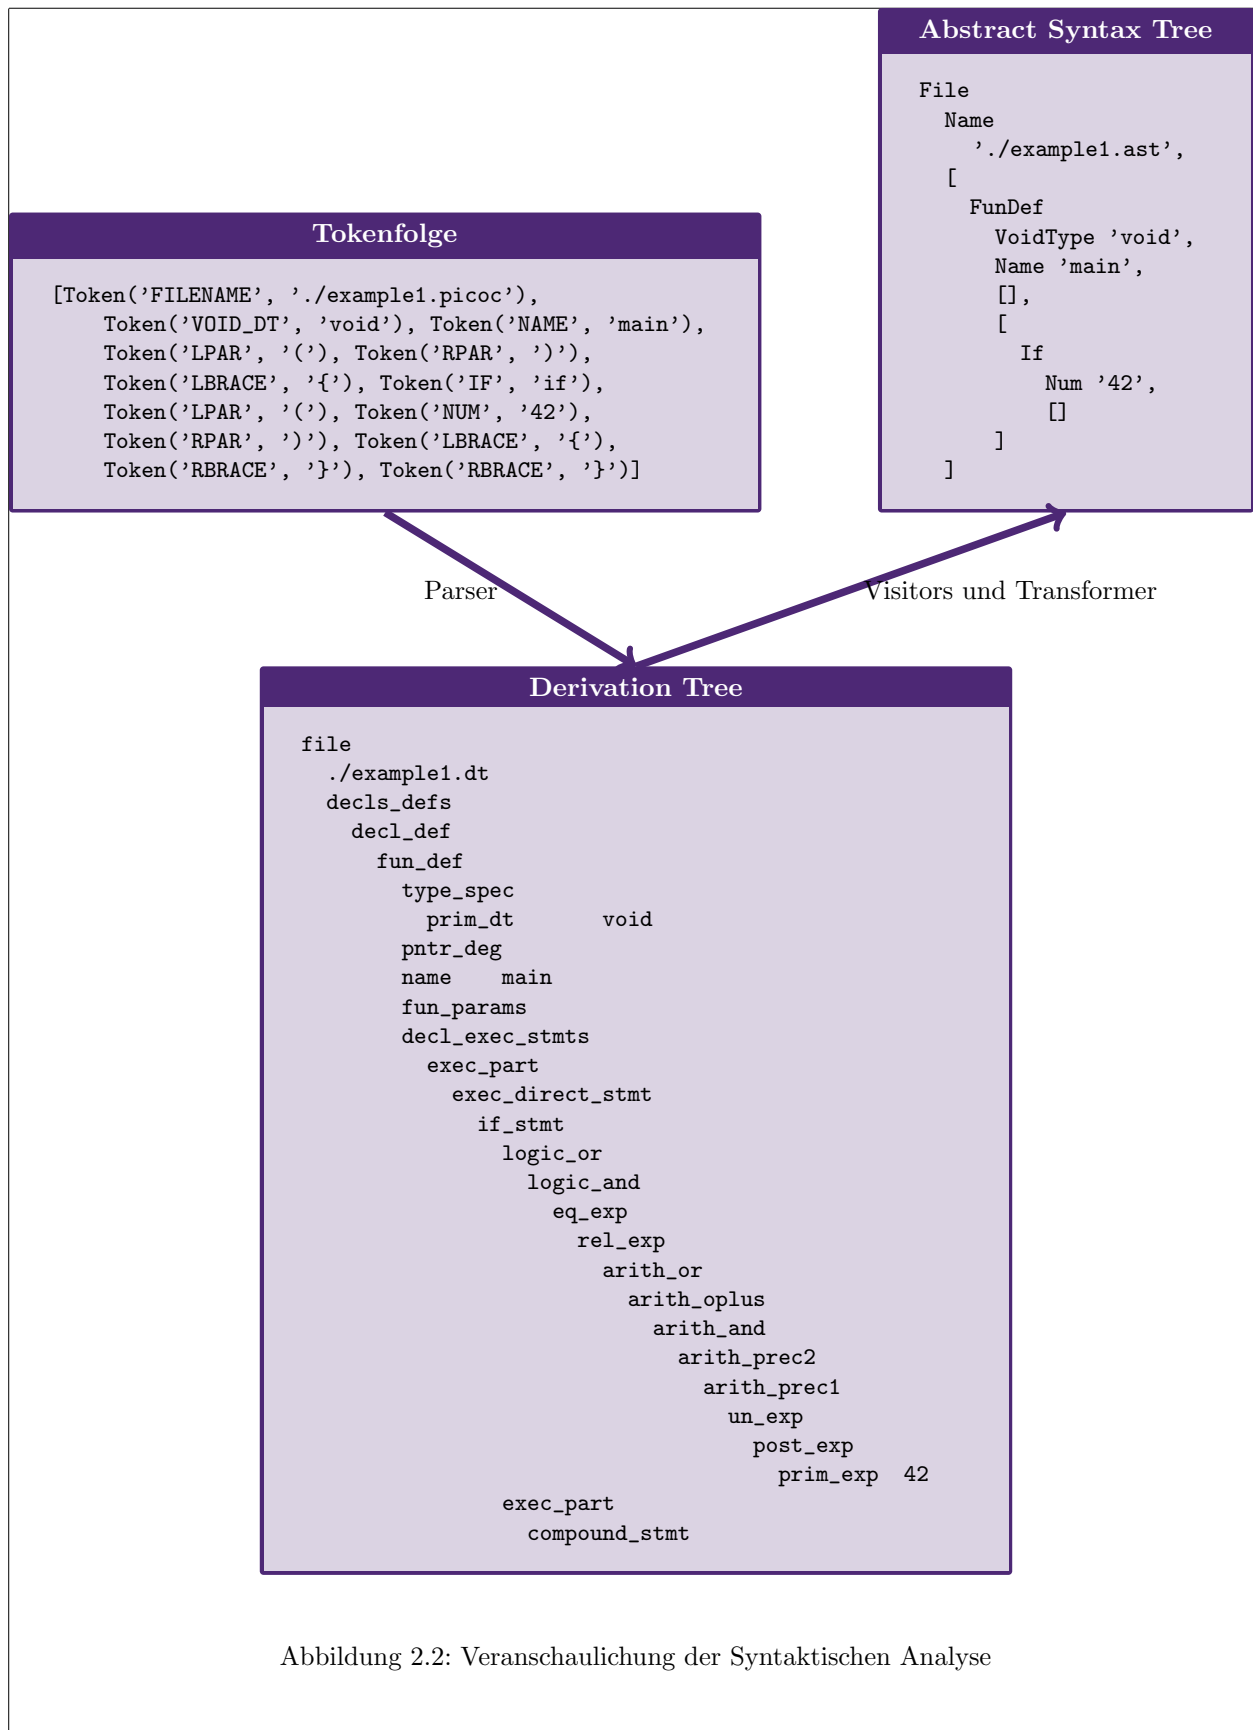 Abstract Syntax Tree
File
  Name
    './example1.ast',
  [
    FunDef
      VoidType 'void',
      Name 'main',
      [],
      [
        If
          Num '42',
          []
      ]
  ]
Tokenfolge
[Token('FILENAME', './example1.picoc'),
    Token('VOID_DT', 'void'), Token('NAME', 'main'),
    Token('LPAR', '('), Token('RPAR', ')'),
    Token('LBRACE', '{'), Token('IF', 'if'),
    Token('LPAR', '('), Token('NUM', '42'),
    Token('RPAR', ')'), Token('LBRACE', '{'),
    Token('RBRACE', '}'), Token('RBRACE', '}')]
Parser
Visitors und Transformer
Derivation Tree
file
  ./example1.dt
  decls_defs
    decl_def
      fun_def
        type_spec
          prim_dt       void
        pntr_deg
        name    main
        fun_params
        decl_exec_stmts
          exec_part
            exec_direct_stmt
              if_stmt
                logic_or
                  logic_and
                    eq_exp
                      rel_exp
                        arith_or
                          arith_oplus
                            arith_and
                              arith_prec2
                                arith_prec1
                                  un_exp
                                    post_exp
                                      prim_exp  42
                exec_part
                  compound_stmt
Abbildung 2.2: Veranschaulichung der Syntaktischen Analyse